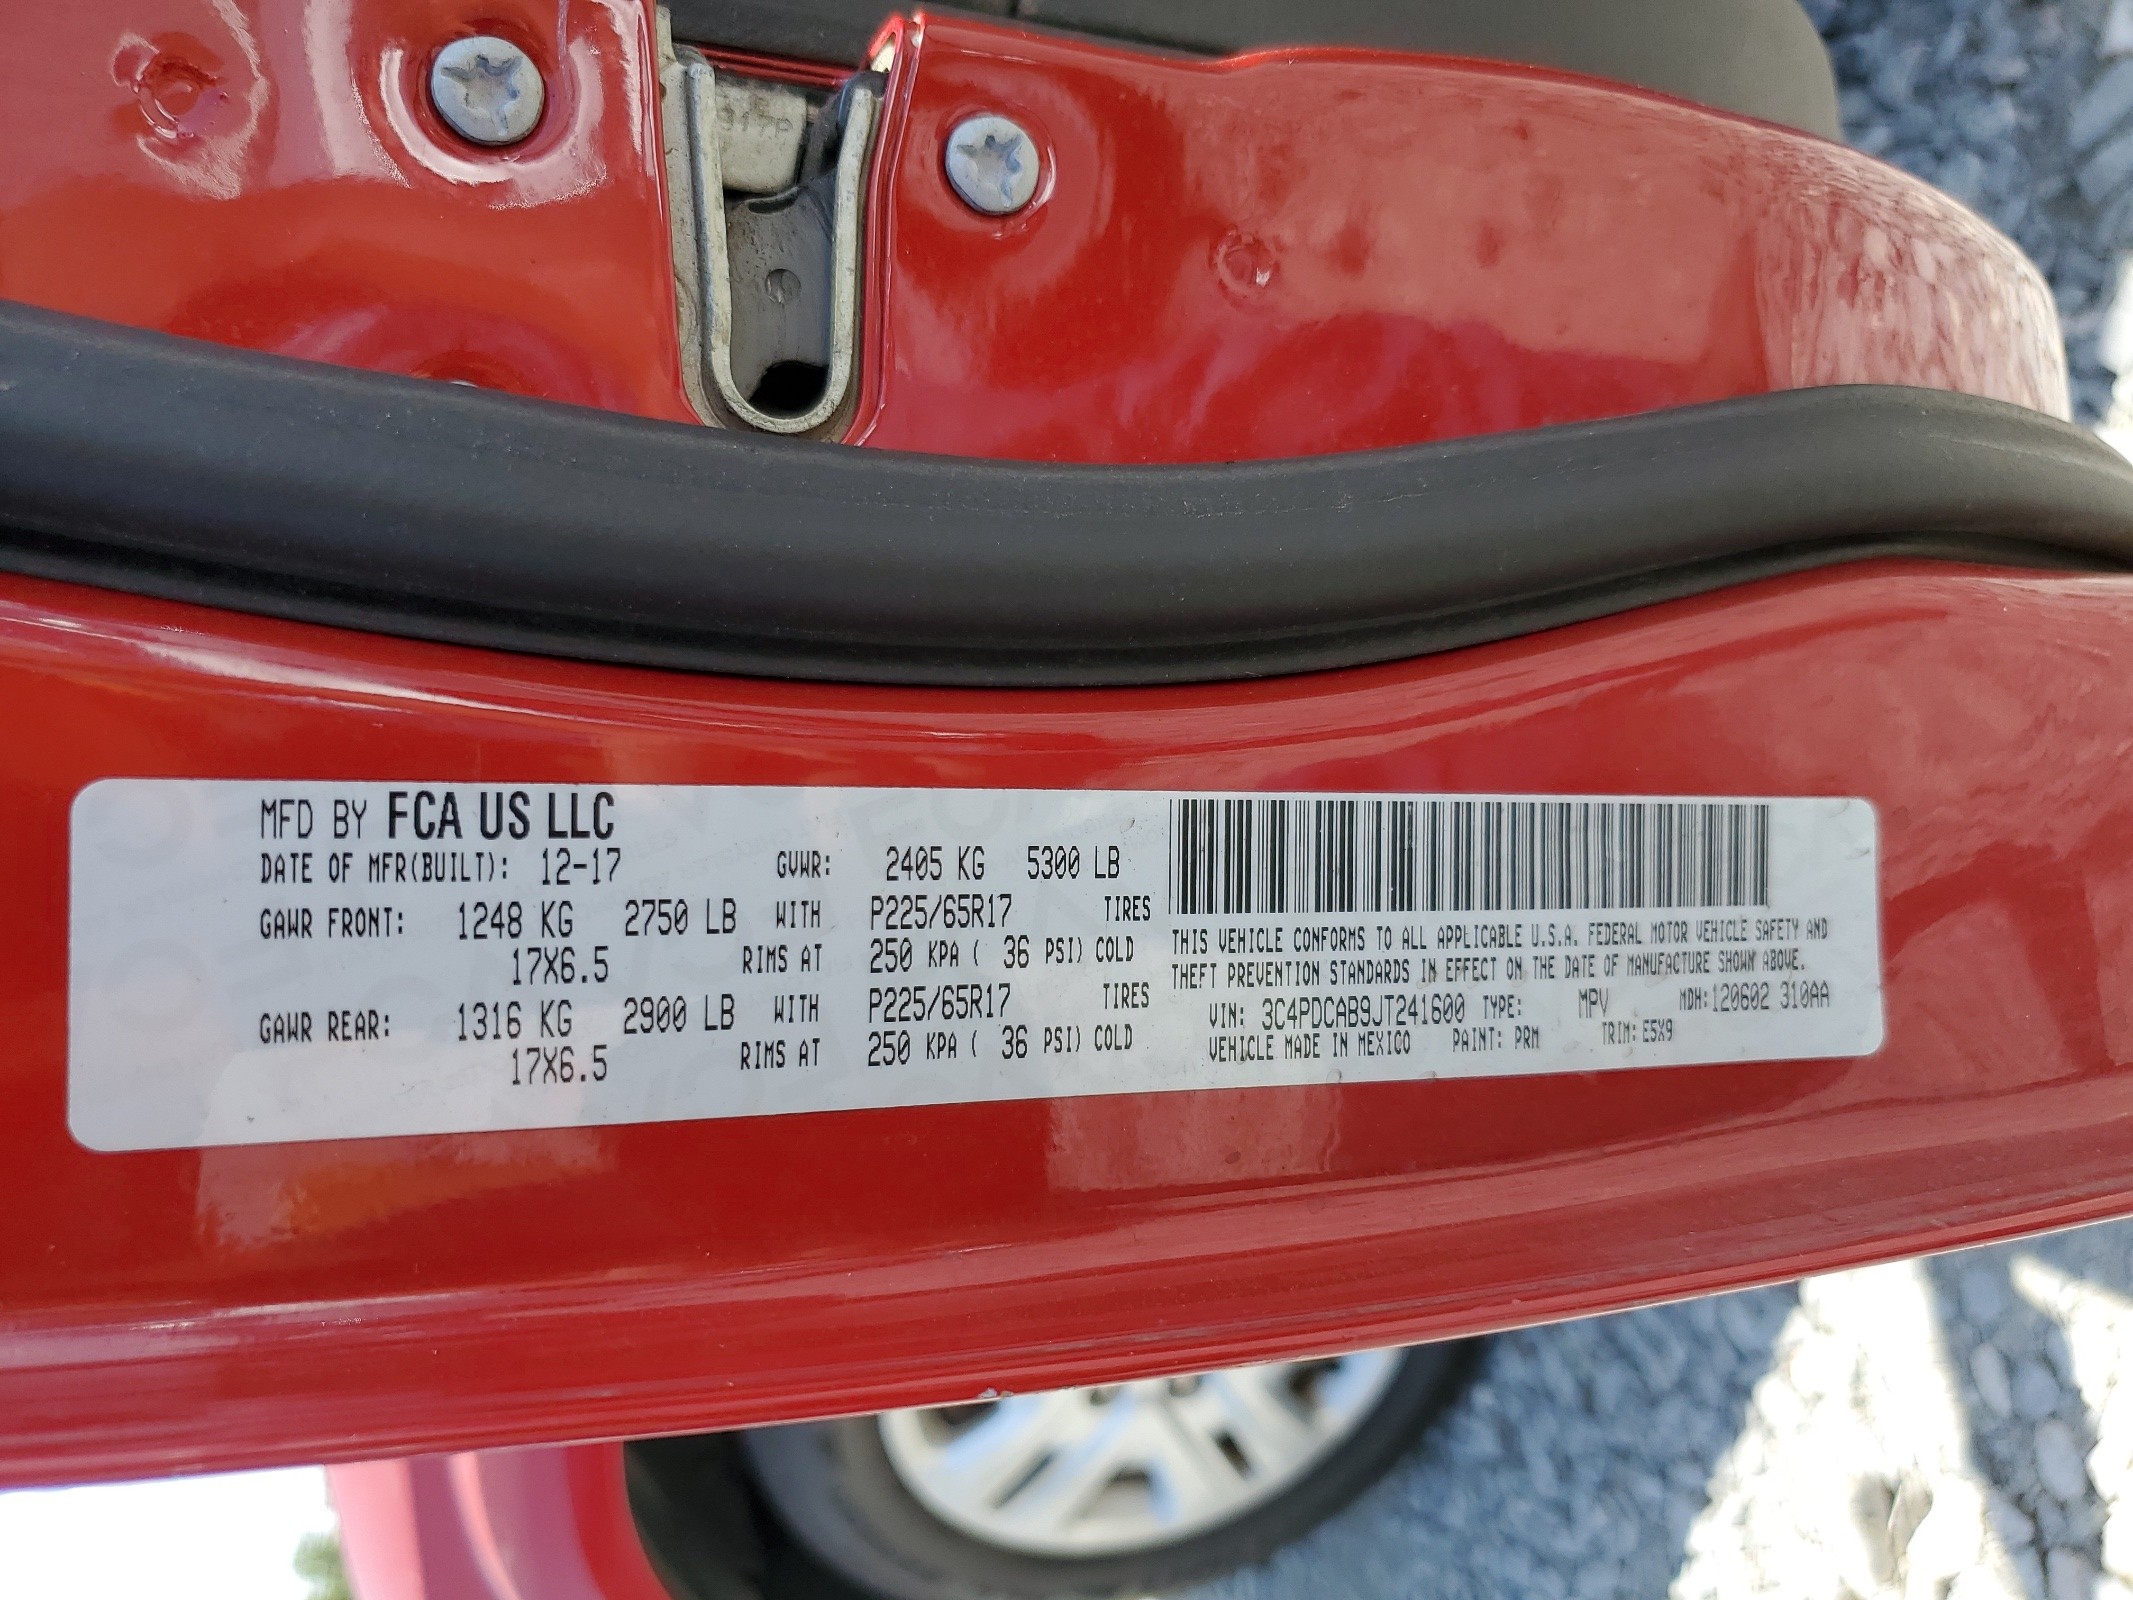 MFD BY FCA US LLC
DATE OF MFR(BUILT): 12-17 GVWR: 2405 KG 5300 LB
GAWR FRONT: 1248 KG 2750 LB WITH P225/65R17 TIRES
17X6.5 RIMS AT 250 KPA ( 36 PSI) COLD
GAWR REAR: 1316 KG 2900 LB WITH P225/65R17 TIRES
17X6.5 RIMS AT 250 KPA ( 36 PSI) COLD
THIS VEHICLE CONFORMS TO ALL APPLICABLE U.S.A. FEDERAL MOTOR VEHICLE SAFETY AND
THEFT PREVENTION STANDARDS IN EFFECT ON THE DATE OF MANUFACTURE SHOWN ABOVE.
VIN: 3C4PDCAB9JT241600 TYPE: MPV MDH:120602 310AA
VEHICLE MADE IN MEXICO PAINT: PRM TRIM: E5X9